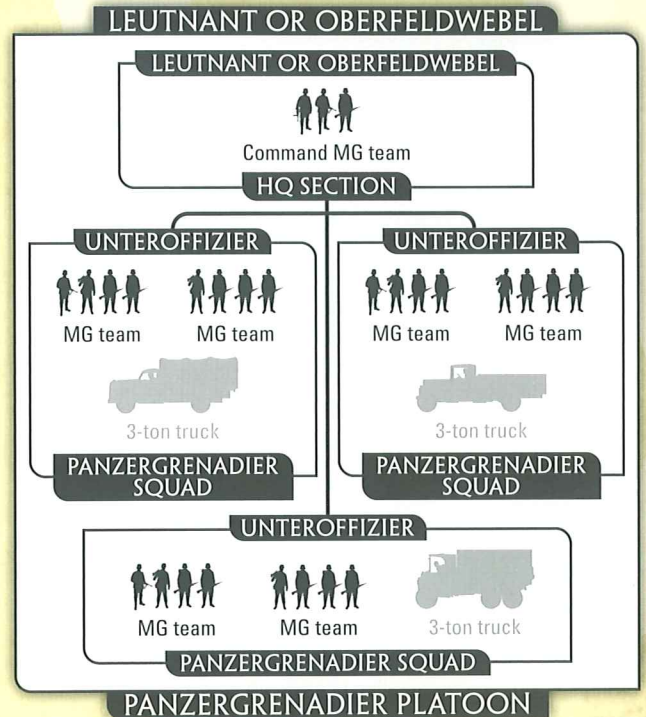 LEUTNANT OR OBERFELDWEBEL
LEUTNANT OR OBERFELDWEBEL
Command MG team
HQ SECTION
UNTEROFFIZIER
MG team MG team
3-ton truck
PANZERGRENADIER
SQUAD
UNTEROFFIZIER
MG team MG team
3-ton truck
PANZERGRENADIER
SQUAD
UNTEROFFIZIER
MG team MG team 3-ton truck
PANZERGRENADIER SQUAD
PANZERGRENADIER PLATOON